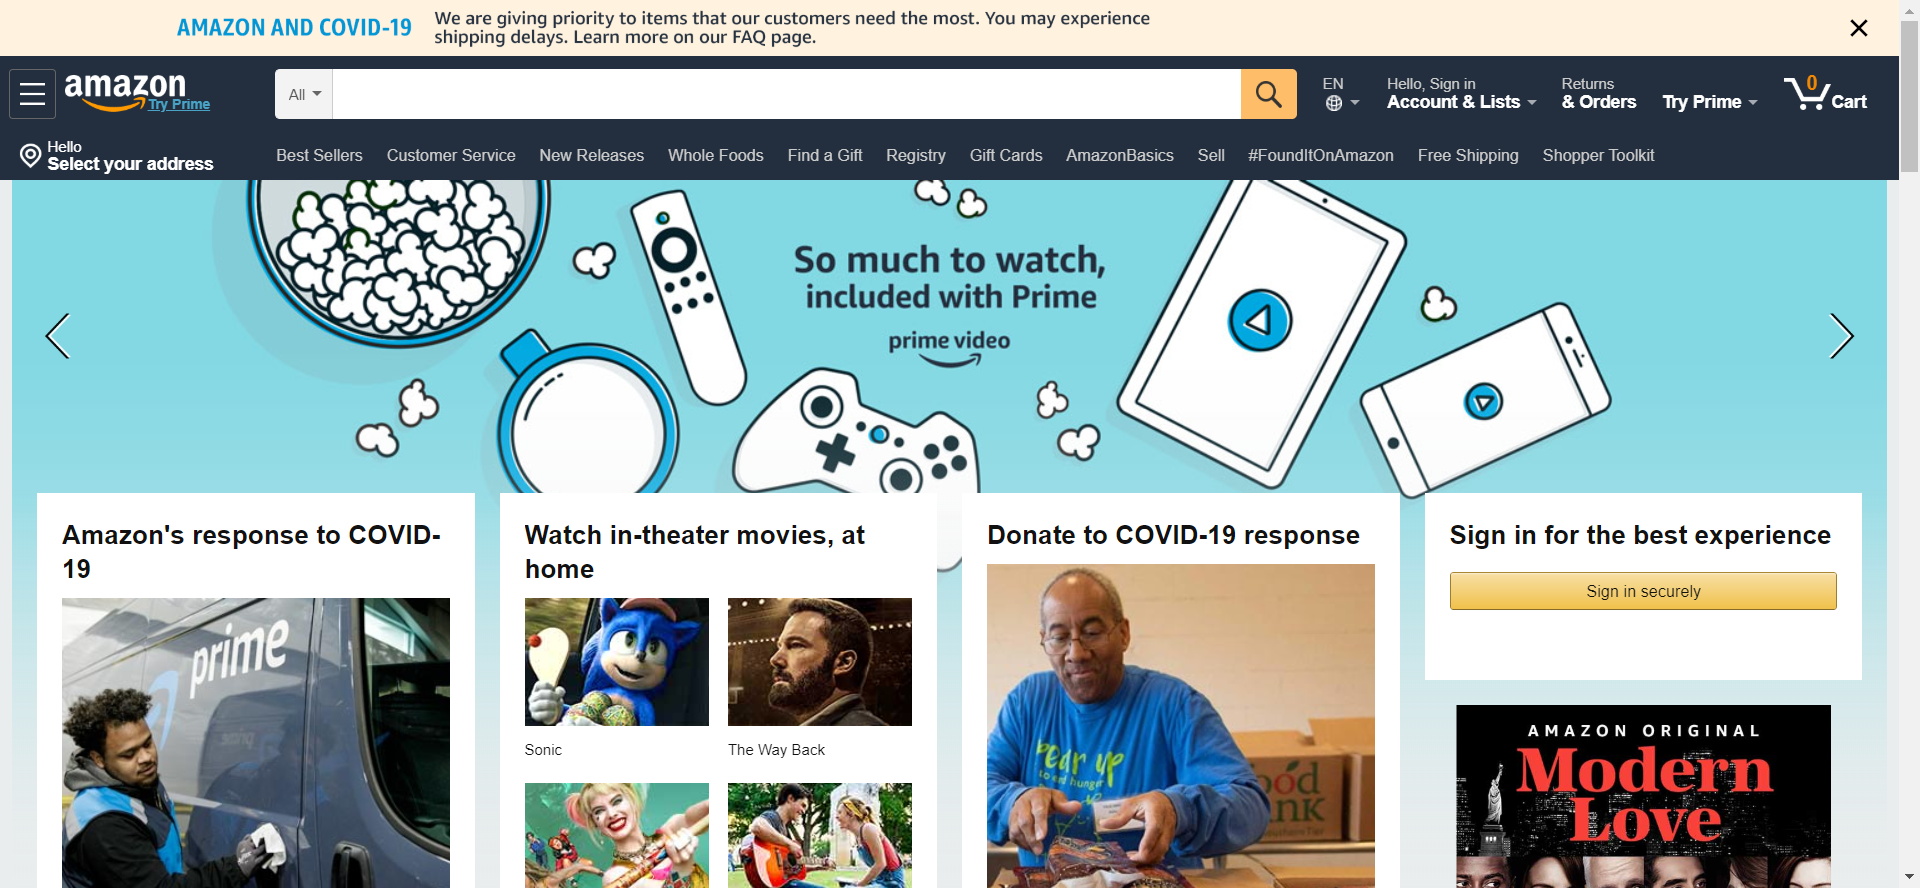 AMAZON AND COVID-19
We are giving priority to items that our customers need the most. You may experience
shipping delays. Learn more on our FAQ page.
amazon
Try Prime
All
EN
Hello, Sign in
Account & Lists
Returns
& Orders
Try Prime
0
Cart
Hello
Select your address
Best Sellers
Customer Service
New Releases
Whole Foods
Find a Gift
Registry
Gift Cards
AmazonBasics
Sell
#FoundItOnAmazon
Free Shipping
Shopper Toolkit
So much to watch,
included with Prime
prime video
Amazon's response to COVID-
19
prime
Watch in-theater movies, at
home
Sonic
The Way Back
Donate to COVID-19 response
Sign in for the best experience
Sign in securely
AMAZON ORIGINAL
Modern
Love